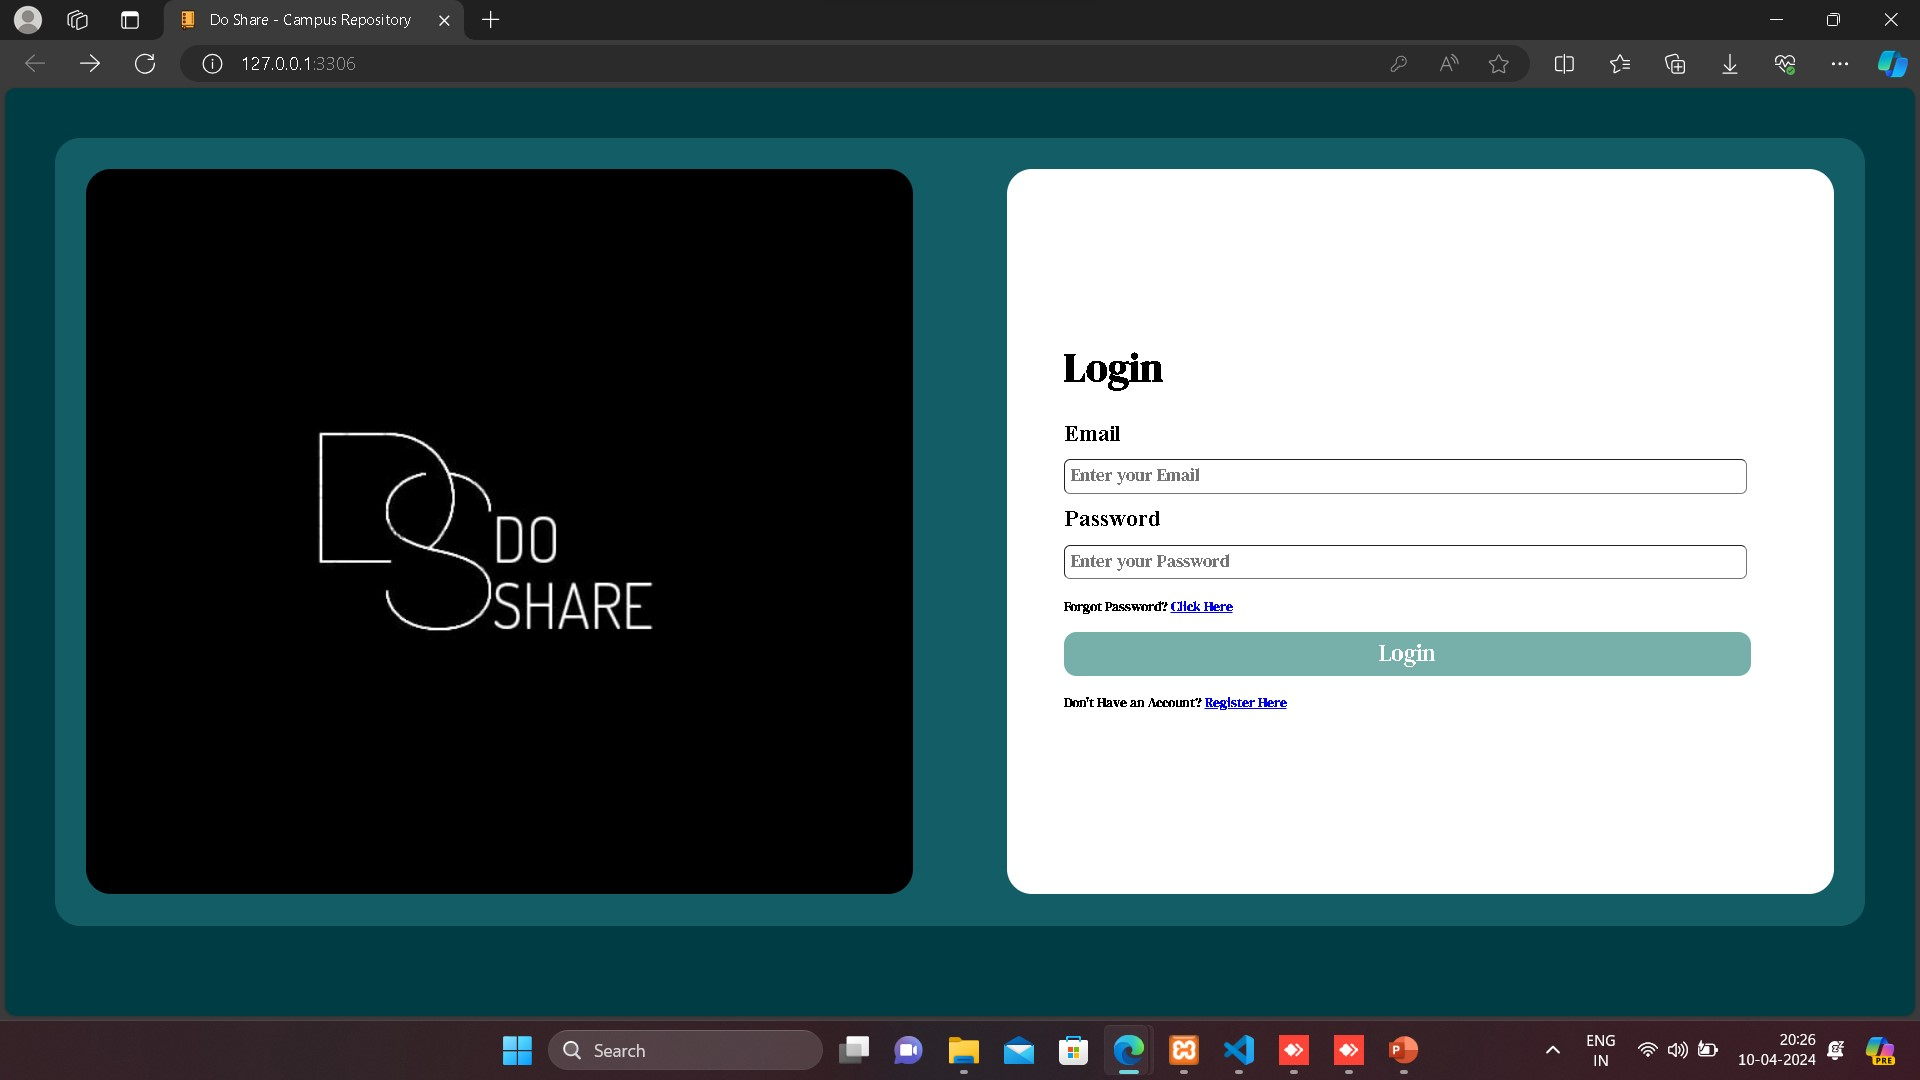 Do Share - Campus Repository
127.0.0.1:3306
DS
DO
SHARE
Login
Email
Enter your Email
Password
Enter your Password
Forgot Password? Click Here
Login
Don't Have an Account? Register Here
Search
ENG
IN
20:26
10-04-2024
PRE